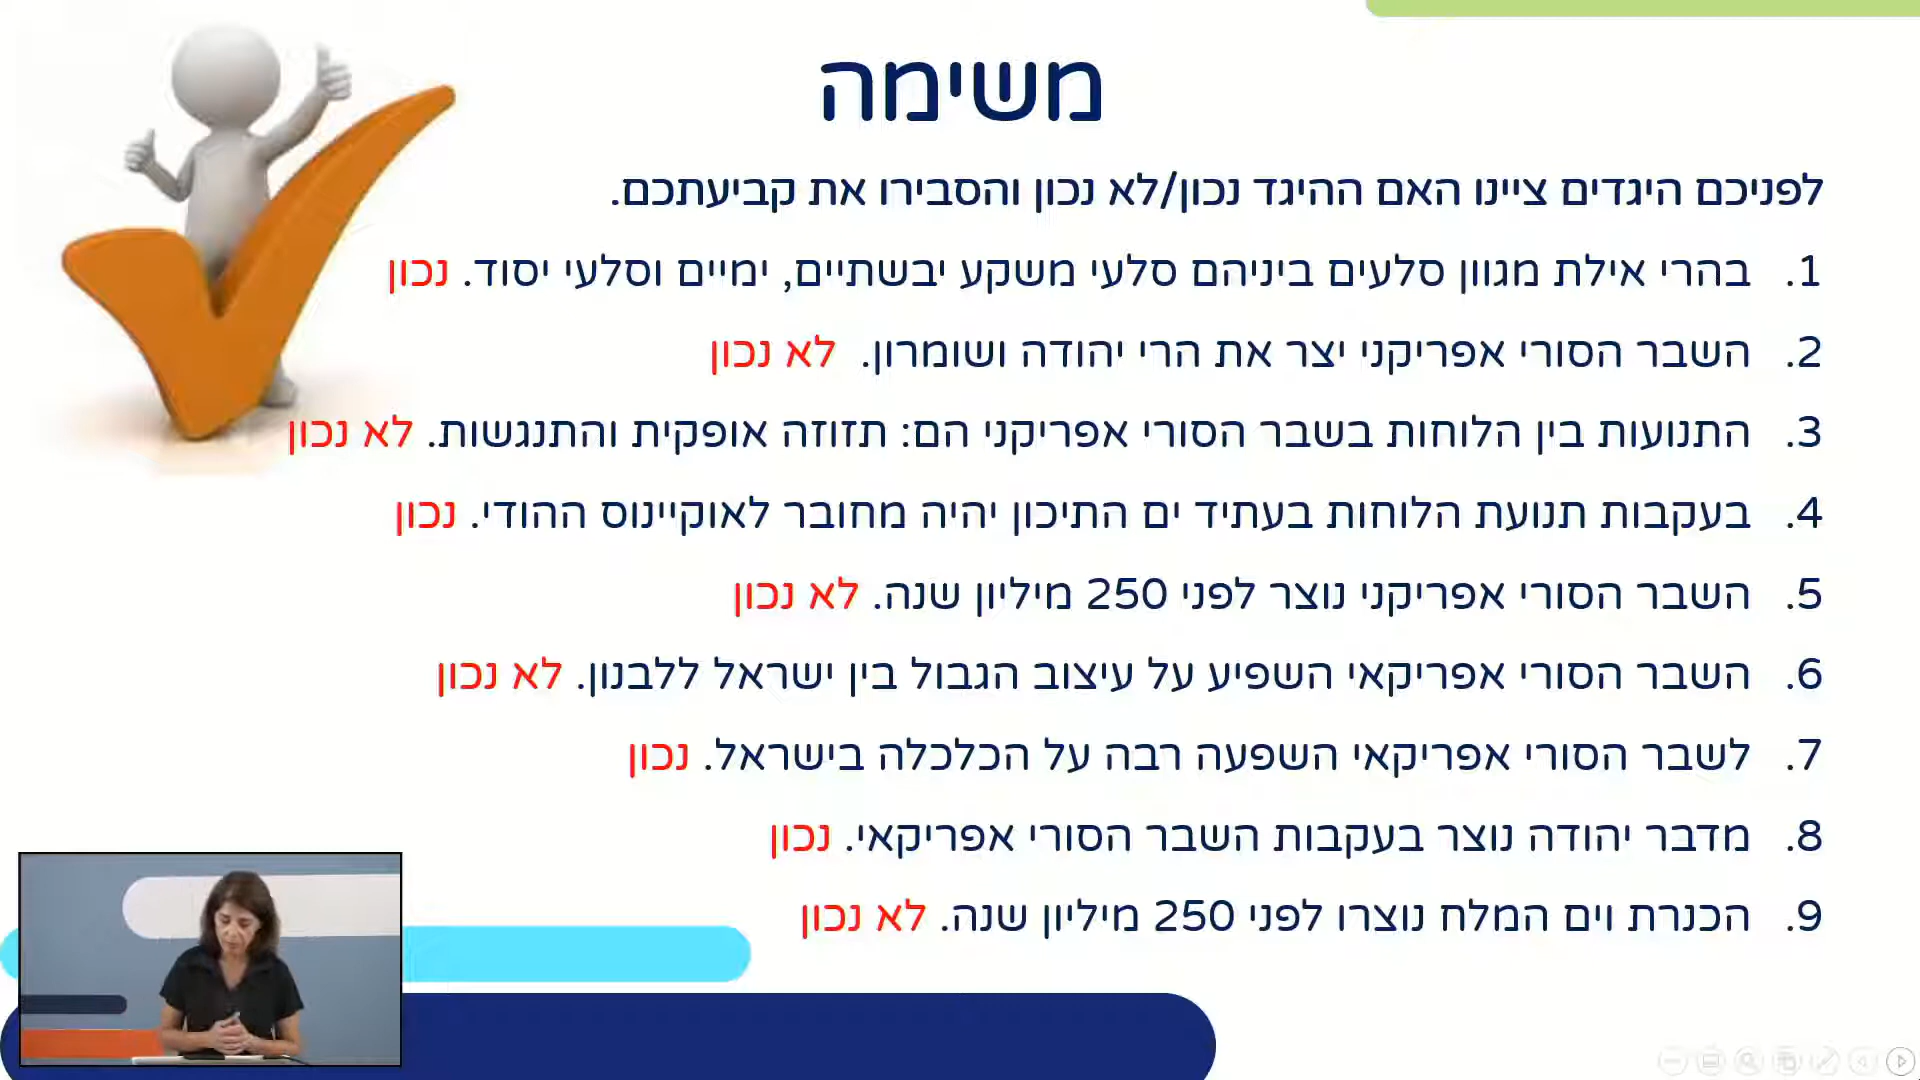 משימה
לפניכם היגדים ציינו האם ההיגד נכון/לא נכון והסבירו את קביעתכם.
1. בהרי אילת מגוון סלעים ביניהם סלעי משקע יבשתיים, ימיים וסלעי יסוד. נכון
2. השבר הסורי אפריקני יצר את הרי יהודה ושומרון. לא נכון
3. התנועות בין הלוחות בשבר הסורי אפריקני הם: תזוזה אופקית והתנגשות. לא נכון
4. בעקבות תנועת הלוחות בעתיד ים התיכון יהיה מחובר לאוקיינוס ההודי. נכון
5. השבר הסורי אפריקני נוצר לפני 250 מיליון שנה. לא נכון
6. השבר הסורי אפריקאי השפיע על עיצוב הגבול בין ישראל ללבנון. לא נכון
7. לשבר הסורי אפריקאי השפעה רבה על הכלכלה בישראל. נכון
8. מדבר יהודה נוצר בעקבות השבר הסורי אפריקאי. נכון
9. הכנרת וים המלח נוצרו לפני 250 מיליון שנה. לא נכון